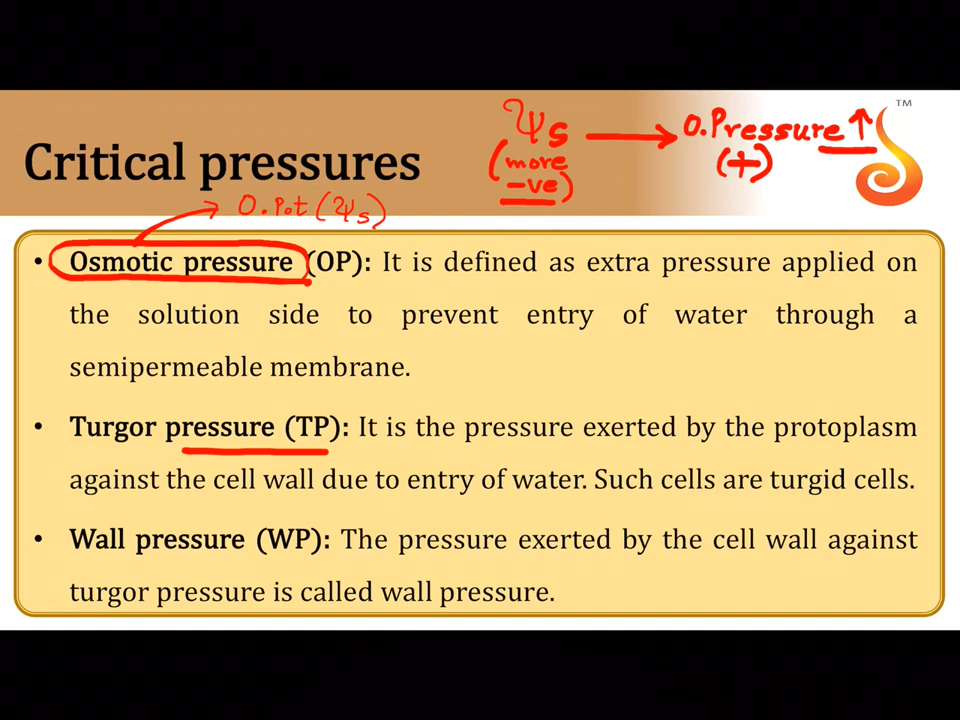 ψs → O.Pressure ↑
(more -ve) (+)
TM
Critical pressures
→ O.Pot (ψs)
• Osmotic pressure (OP): It is defined as extra pressure applied on
the solution side to prevent entry of water through a
semipermeable membrane.
• Turgor pressure (TP): It is the pressure exerted by the protoplasm
against the cell wall due to entry of water. Such cells are turgid cells.
• Wall pressure (WP): The pressure exerted by the cell wall against
turgor pressure is called wall pressure.